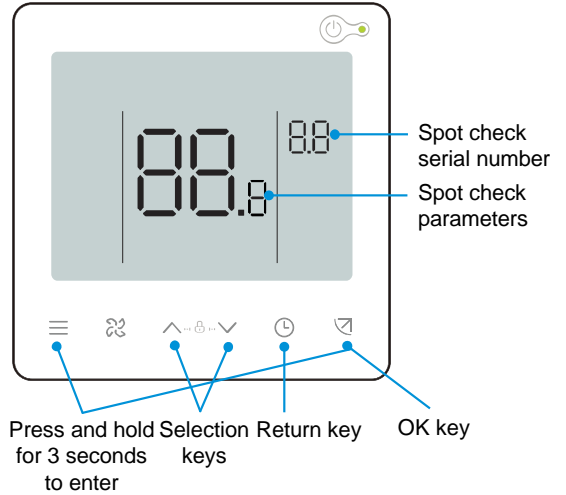 88.8
8.8
Spot check
serial number
Spot check
parameters
Press and hold
for 3 seconds
to enter
Selection
keys
Return key
OK key